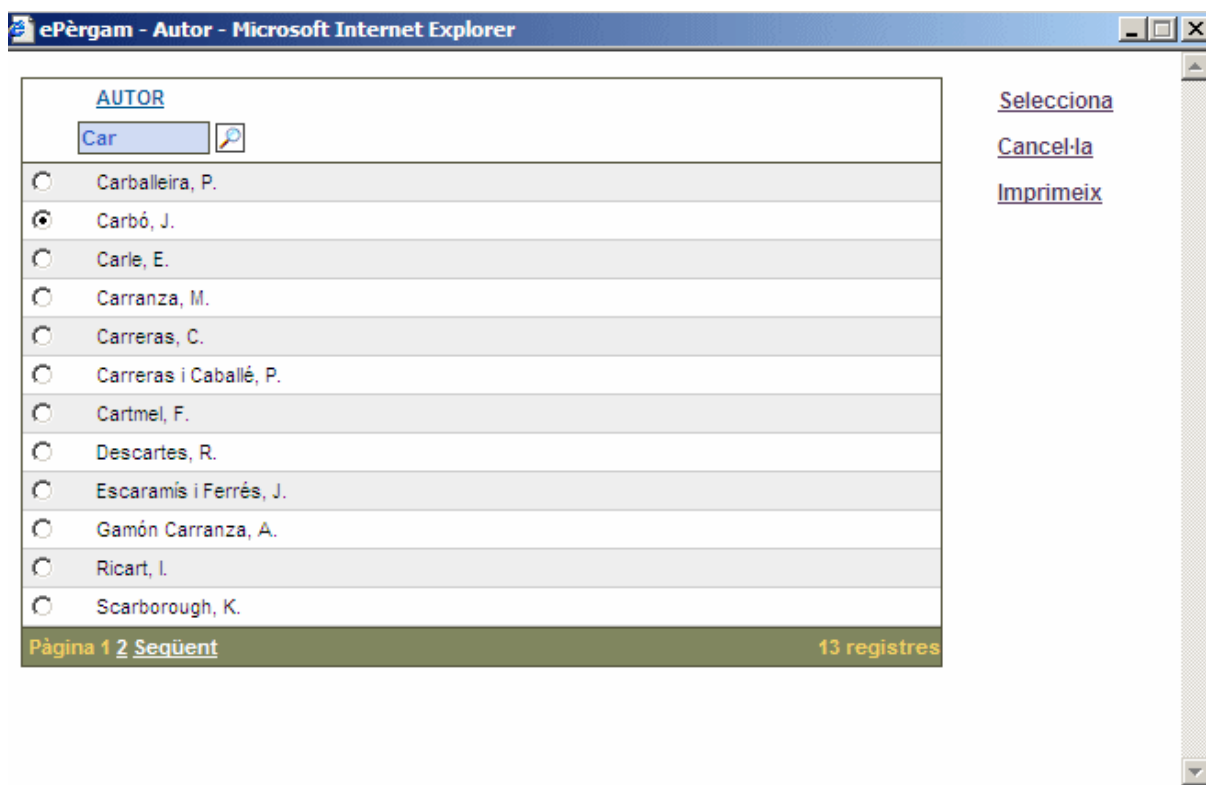 ePèrgam - Autor - Microsoft Internet Explorer
AUTOR
Car
Carballeira, P.
Carbó, J.
Carle, E.
Carranza, M.
Carreras, C.
Carreras i Caballé, P.
Cartmel, F.
Descartes, R.
Escaramís i Ferrés, J.
Gamón Carranza, A.
Ricart, I.
Scarborough, K.
Pàgina 1 2 Següent 13 registres
Selecciona
Cancel·la
Imprimeix